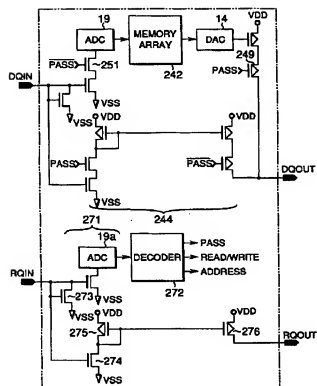 19
14
VDD
ADC
MEMORY
ARRAY
DAC
249
PASS
251
242
PASS
DQIN
VSS
VSS
VDD
VDD
DQOUT
PASS
PASS
VSS
271
244
19a
ADC
DECODER
PASS
READ/WRITE
ADDRESS
272
RQIN
273
VSS
VSS
VDD
VDD
275
276
RQOUT
274
VSS